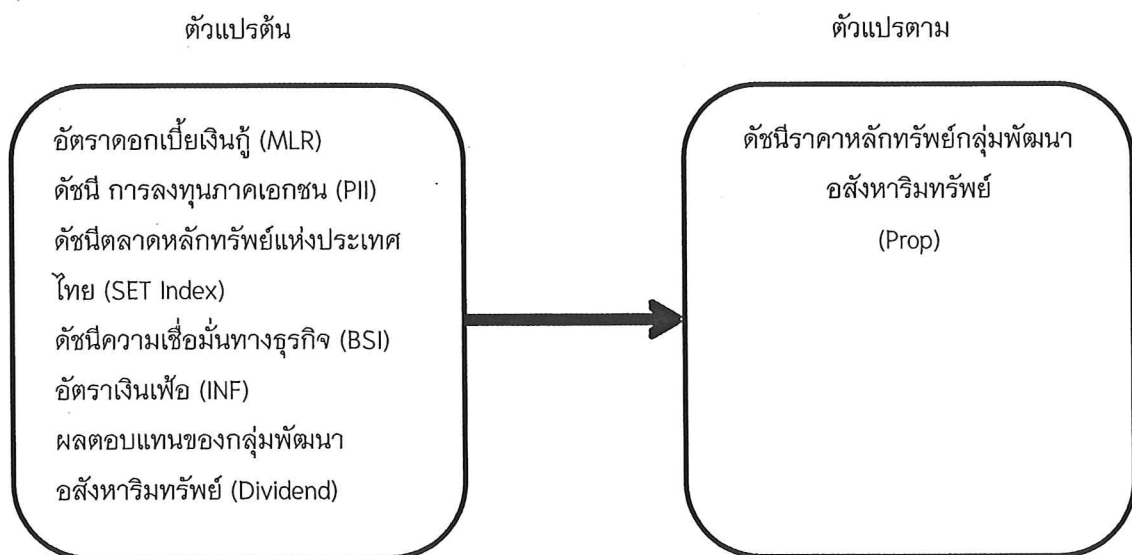 ตัวแปรต้น
ตัวแปรตาม
อัตราดอกเบี้ยเงินกู้ (MLR)
ดัชนี การลงทุนภาคเอกชน (PII)
ดัชนีตลาดหลักทรัพย์แห่งประเทศ
ไทย (SET Index)
ดัชนีความเชื่อมั่นทางธุรกิจ (BSI)
อัตราเงินเฟ้อ (INF)
ผลตอบแทนของกลุ่มพัฒนา
อสังหาริมทรัพย์ (Dividend)
ดัชนีราคาหลักทรัพย์กลุ่มพัฒนา
อสังหาริมทรัพย์
(Prop)